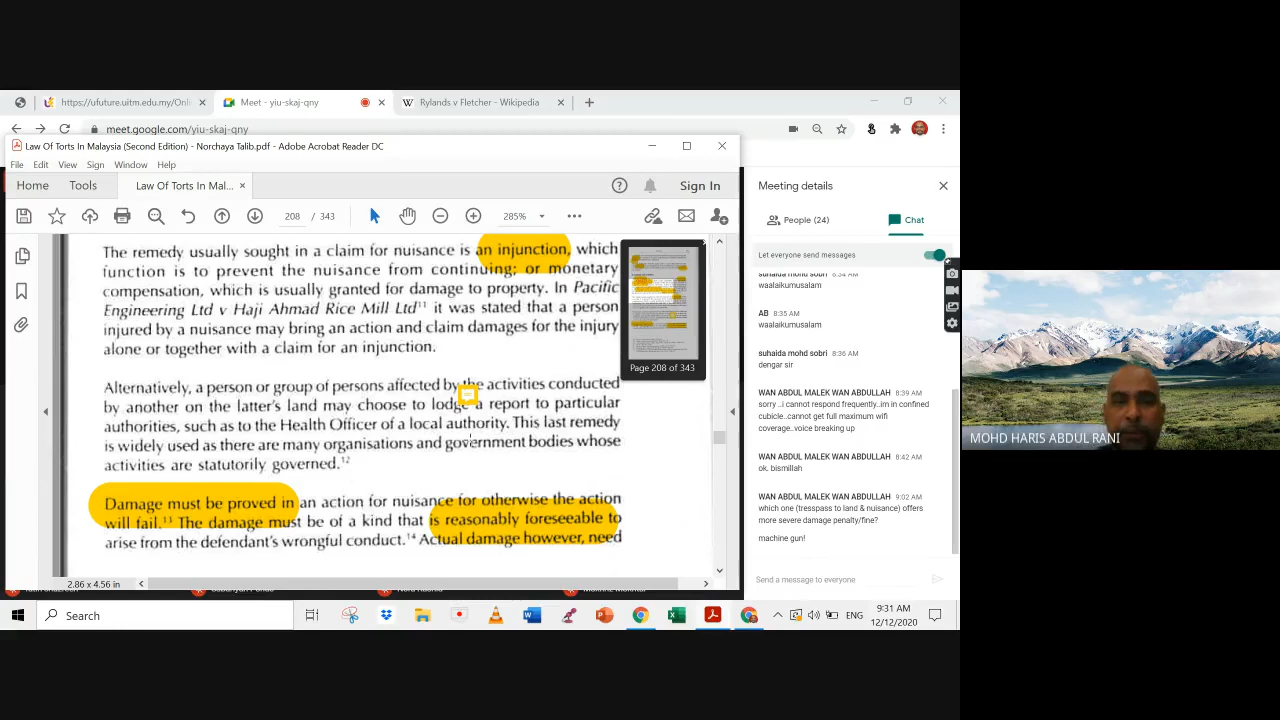 https://ufuture.uitm.edu.my/Onli
Meet - yiu-skaj-qny
Rylands v Fletcher - Wikipedia
meet.google.com/yiu-skaj-qny
Law Of Torts In Malaysia (Second Edition) - Norchaya Talib.pdf - Adobe Acrobat Reader DC
File Edit View Sign Window Help
Home Tools Law Of Torts In Mal... Sign In
208 / 343 285%
The remedy usually sought in a claim for nuisance is an injunction, which
function is to prevent the nuisance from continuing; or monetary
compensation, which is usually granted for damage to property. In Pacific
Engineering Ltd v Haji Ahmad Rice Mill Ltd¹¹ it was stated that a person
injured by a nuisance may bring an action and claim damages for the injury
alone or together with a claim for an injunction.
Alternatively, a person or group of persons affected by the activities conducted
by another on the latter's land may choose to lodge a report to particular
authorities, such as to the Health Officer of a local authority. This last remedy
is widely used as there are many organisations and government bodies whose
activities are statutorily governed.¹²
Damage must be proved in an action for nuisance for otherwise the action
will fail.¹³ The damage must be of a kind that is reasonably foreseeable to
arise from the defendant's wrongful conduct.¹⁴ Actual damage however, need
Page 208 of 343
2.86 x 4.56 in
Meeting details
People (24) Chat
Let everyone send messages
suhaida mohd sobri 8:34 AM
waalaikumusalam
AB 8:35 AM
waalaikumusalam
suhaida mohd sobri 8:36 AM
dengar sir
WAN ABDUL MALEK WAN ABDULLAH 8:39 AM
sorry ..i cannot respond frequently..im in confined
cubicle..cannot get full maximum wifi
coverage..voice breaking up
WAN ABDUL MALEK WAN ABDULLAH 8:42 AM
ok. bismillah
WAN ABDUL MALEK WAN ABDULLAH 9:02 AM
which one (tresspass to land & nuisance) offers
more severe damage penalty/fine?
machine gun!
Send a message to everyone
MOHD HARIS ABDUL RANI
Search
ENG
9:31 AM
12/12/2020